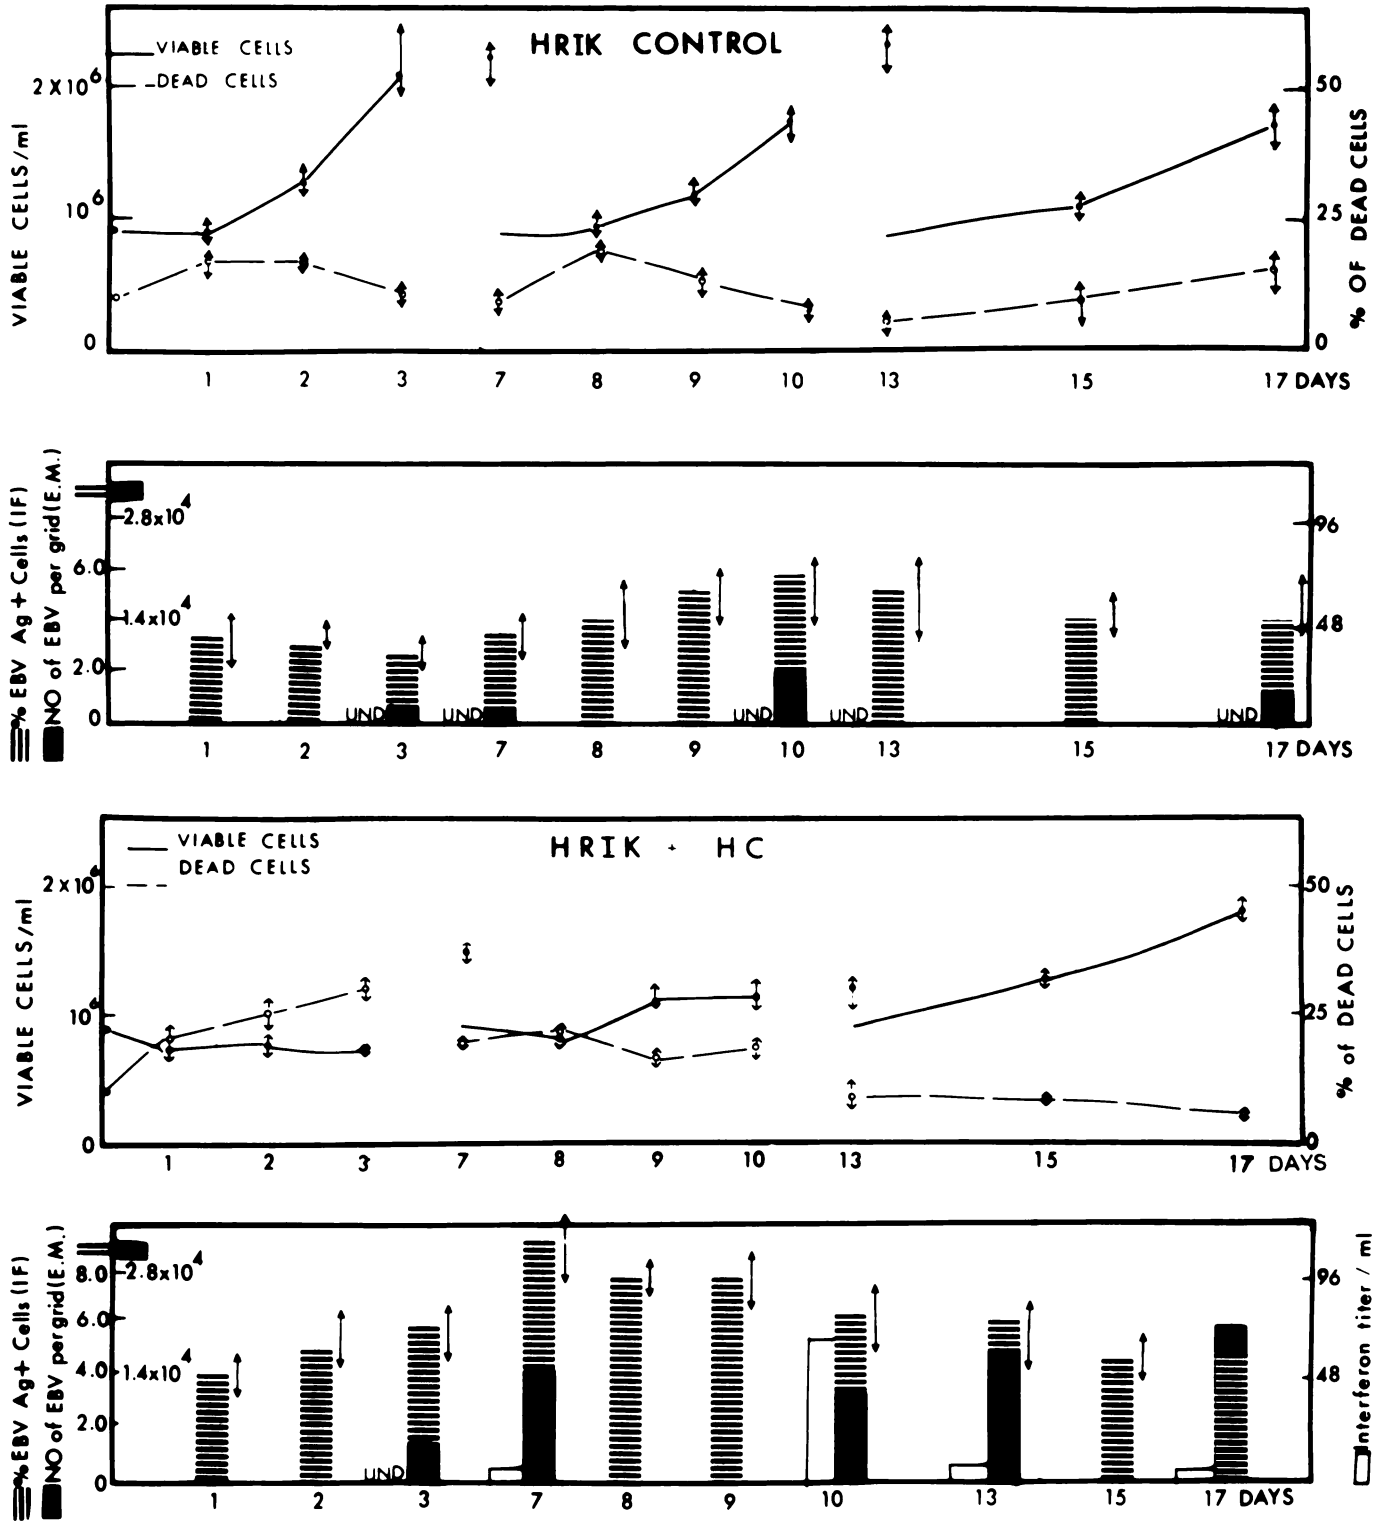 HRIK CONTROL
VIABLE CELLS
DEAD CELLS
2 X 10⁶
10⁶
0
VIABLE CELLS/ml
50
25
0
% OF DEAD CELLS
1 2 3 7 8 9 10 13 15 17 DAYS
% EBV Ag + Cells (IF)
NO of EBV per grid (E.M.)
2.8x10⁴
6.0
1.4x10⁴
2.0
0
96
48
UND UND UND UND UND
1 2 3 7 8 9 10 13 15 17 DAYS
HRIK + HC
VIABLE CELLS
DEAD CELLS
2 x 10⁶
10⁶
0
VIABLE CELLS/ml
50
25
0
% of DEAD CELLS
1 2 3 7 8 9 10 13 15 17 DAYS
% EBV Ag+ Cells (IF)
NO of EBV per grid (E.M.)
8.0 2.8x10⁴
6.0
4.0 1.4x10⁴
2.0
0
96
48
Interferon titer / ml
UND
1 2 3 7 8 9 10 13 15 17 DAYS